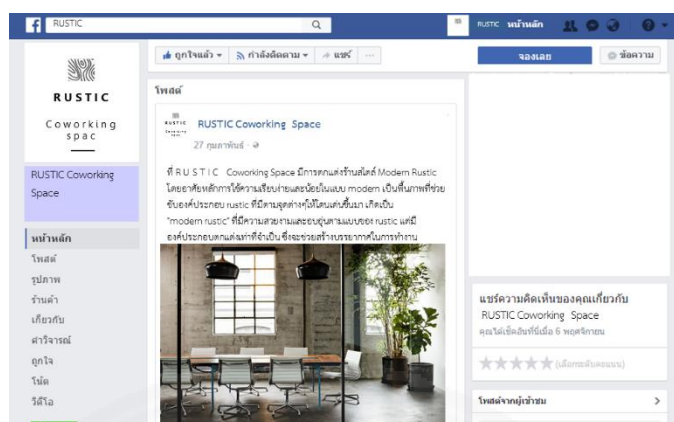 RUSTIC
RUSTIC หน้าหลัก
ถูกใจแล้ว กำลังติดตาม แชร์ ...
จองเลย ข้อความ
RUSTIC
Coworking
spac
RUSTIC Coworking
Space
หน้าหลัก
โพสต์
รูปภาพ
ร้านค้า
เกี่ยวกับ
ถูกใจ
โน้ต
วิดีโอ
โพสต์
RUSTIC
RUSTIC Coworking Space
27 กุมภาพันธ์
ที่ R U S T I C Coworking Space มีการตกแต่งร้านสไตล์ Modern Rustic
โดยอาศัยหลักการใช้ความเรียบง่ายและน้อยในแบบ modern เป็นพื้นภาพที่ช่วย
ขับองค์ประกอบ rustic ที่มีตามจุดต่างๆให้โดนเด่นขึ้นมา เกิดเป็น
"modern rustic" ที่มีความสวยงามและอบอุ่นตามแบบของ rustic แต่มี
องค์ประกอบตกแต่งเท่าที่จำเป็น ซึ่งจะช่วยสร้างบรรยากาศในการทำงาน
แชร์ความคิดเห็นของคุณเกี่ยวกับ
RUSTIC Coworking Space
คุณได้เช็คอินที่นี่เมื่อ 6 พฤศจิกายน
(เลือกระดับคะแนน)
โพสต์จากผู้เข้าชม